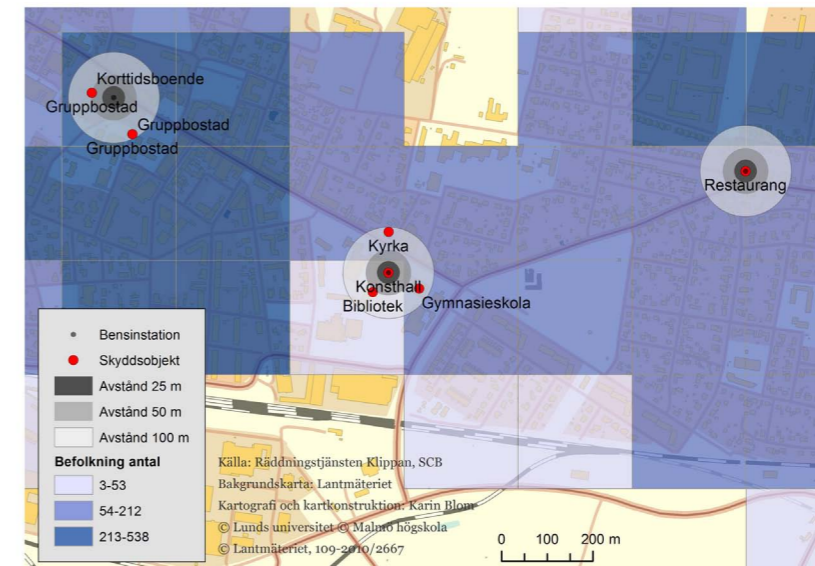 Korttidsboende
Gruppbostad
Gruppbostad
Gruppbostad
Restaurang
Kyrka
Konsthall
Bibliotek
Gymnasieskola
Bensinstation
Skyddsobjekt
Avstånd 25 m
Avstånd 50 m
Avstånd 100 m
Befolkning antal
3-53
54-212
213-538
Källa: Räddningstjänsten Klippan, SCB
Bakgrundskarta: Lantmäteriet
Kartografi och kartkonstruktion: Karin Blom
© Lunds universitet © Malmö högskola
© Lantmäteriet, 109-2010/2667
0 100 200 m